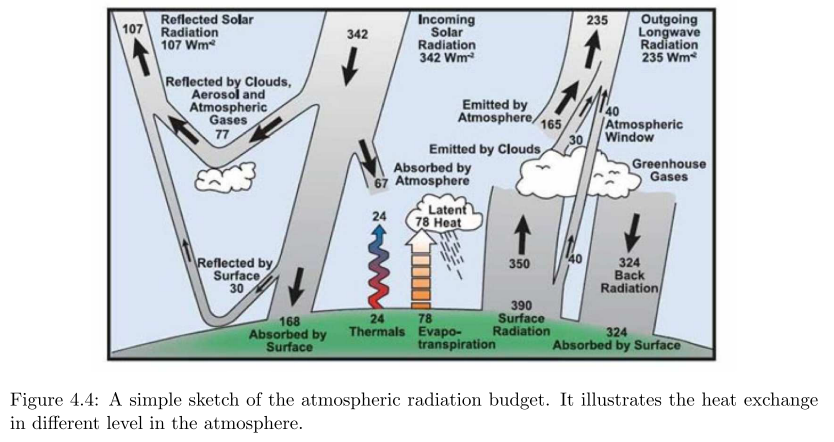 107
Reflected Solar
Radiation
107 Wm⁻²
342
Incoming
Solar
Radiation
342 Wm⁻²
235
Outgoing
Longwave
Radiation
235 Wm⁻²
Reflected by Clouds,
Aerosol and
Atmospheric
Gases
77
Emitted by
Atmosphere
165
40
Atmospheric
Window
Emitted by Clouds
30
Greenhouse
Gases
67
Absorbed by
Atmosphere
24
78
Latent
Heat
Reflected by
Surface
30
350
40
324
Back
Radiation
390
Surface
Radiation
168
Absorbed by
Surface
24
Thermals
78
Evapo-
transpiration
324
Absorbed by Surface
Figure 4.4: A simple sketch of the atmospheric radiation budget. It illustrates the heat exchange
in different level in the atmosphere.